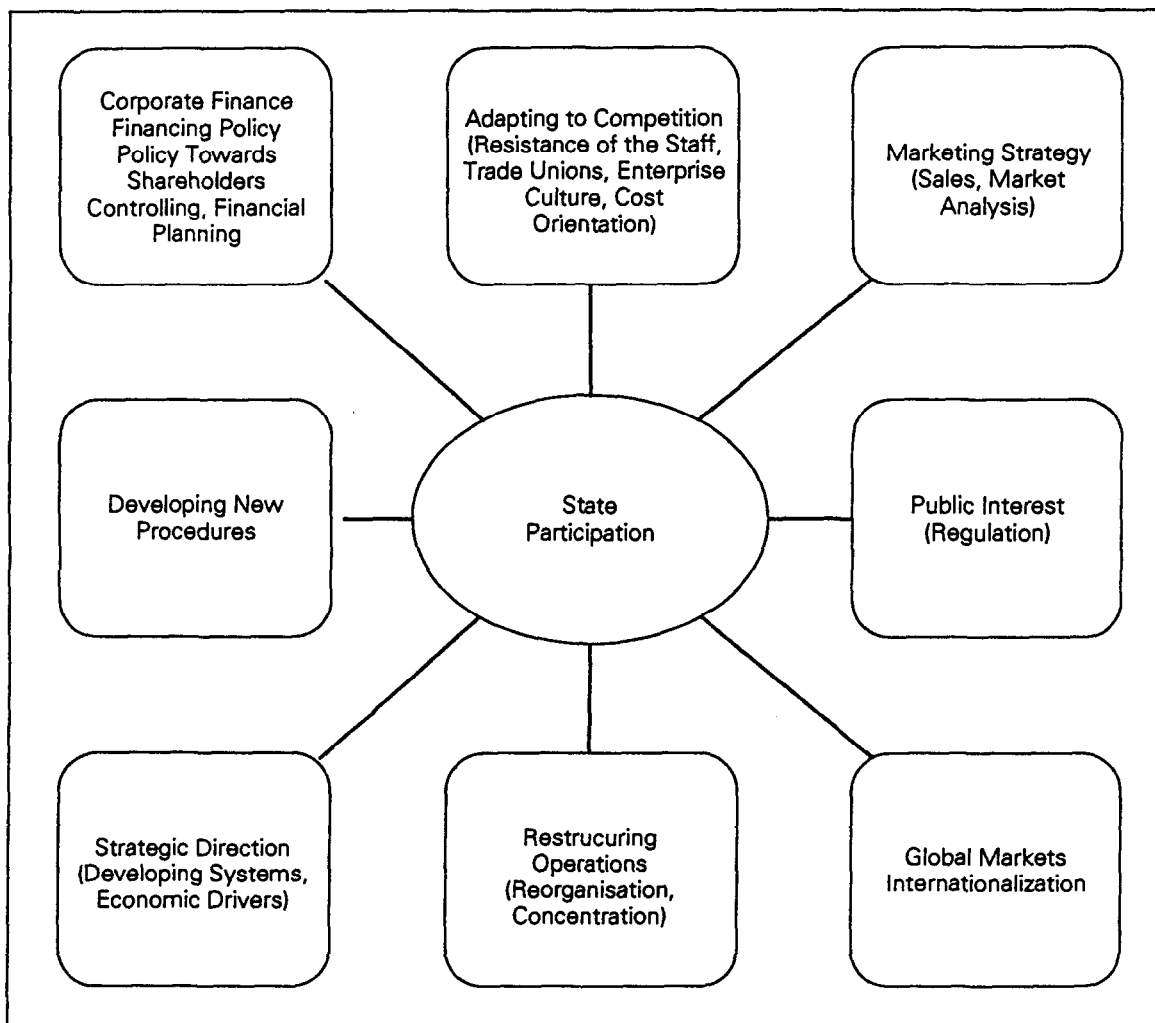 Corporate Finance
Financing Policy
Policy Towards
Shareholders
Controlling, Financial
Planning
Adapting to Competition
(Resistance of the Staff,
Trade Unions, Enterprise
Culture, Cost
Orientation)
Marketing Strategy
(Sales, Market
Analysis)
Developing New
Procedures
State
Participation
Public Interest
(Regulation)
Strategic Direction
(Developing Systems,
Economic Drivers)
Restrucuring
Operations
(Reorganisation,
Concentration)
Global Markets
Internationalization